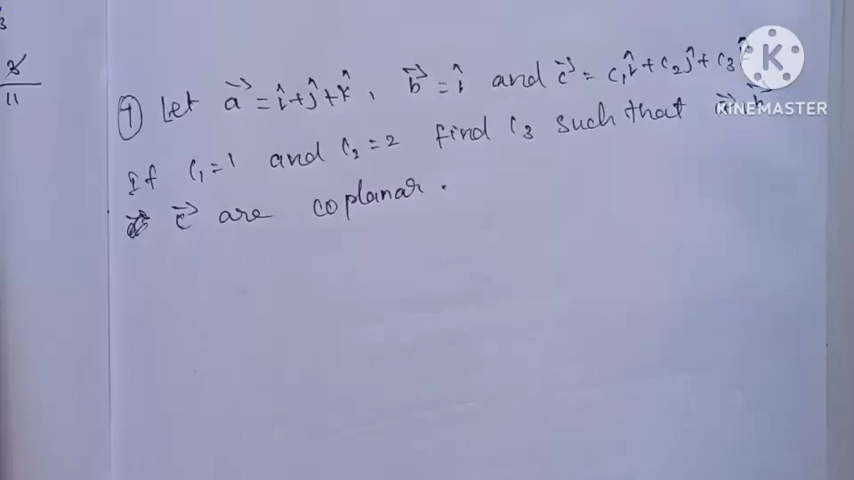 3
11
7 Let a⃗ = î+ĵ+k̂, b⃗ = î and c⃗ = c₁î+c₂ĵ+c₃k̂
If c₁=1 and c₂=2 find c₃ such that a⃗ b⃗
c⃗ are coplanar.
K
KINEMASTER